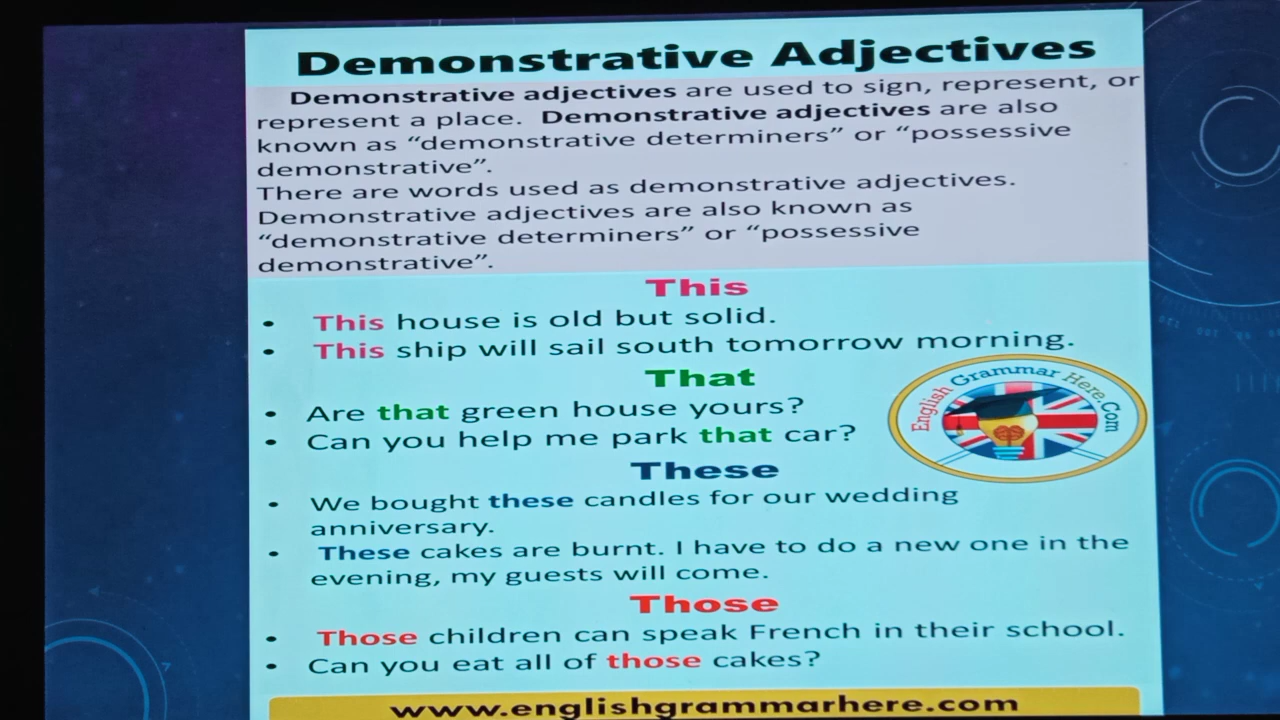 Demonstrative Adjectives
Demonstrative adjectives are used to sign, represent, or
represent a place. Demonstrative adjectives are also
known as “demonstrative determiners” or “possessive
demonstrative”.
There are words used as demonstrative adjectives.
Demonstrative adjectives are also known as
“demonstrative determiners” or “possessive
demonstrative”.
This
• This house is old but solid.
• This ship will sail south tomorrow morning.
That
• Are that green house yours?
• Can you help me park that car?
English Grammar Here.Com
These
• We bought these candles for our wedding
anniversary.
• These cakes are burnt. I have to do a new one in the
evening, my guests will come.
Those
• Those children can speak French in their school.
• Can you eat all of those cakes?
www.englishgrammarhere.com